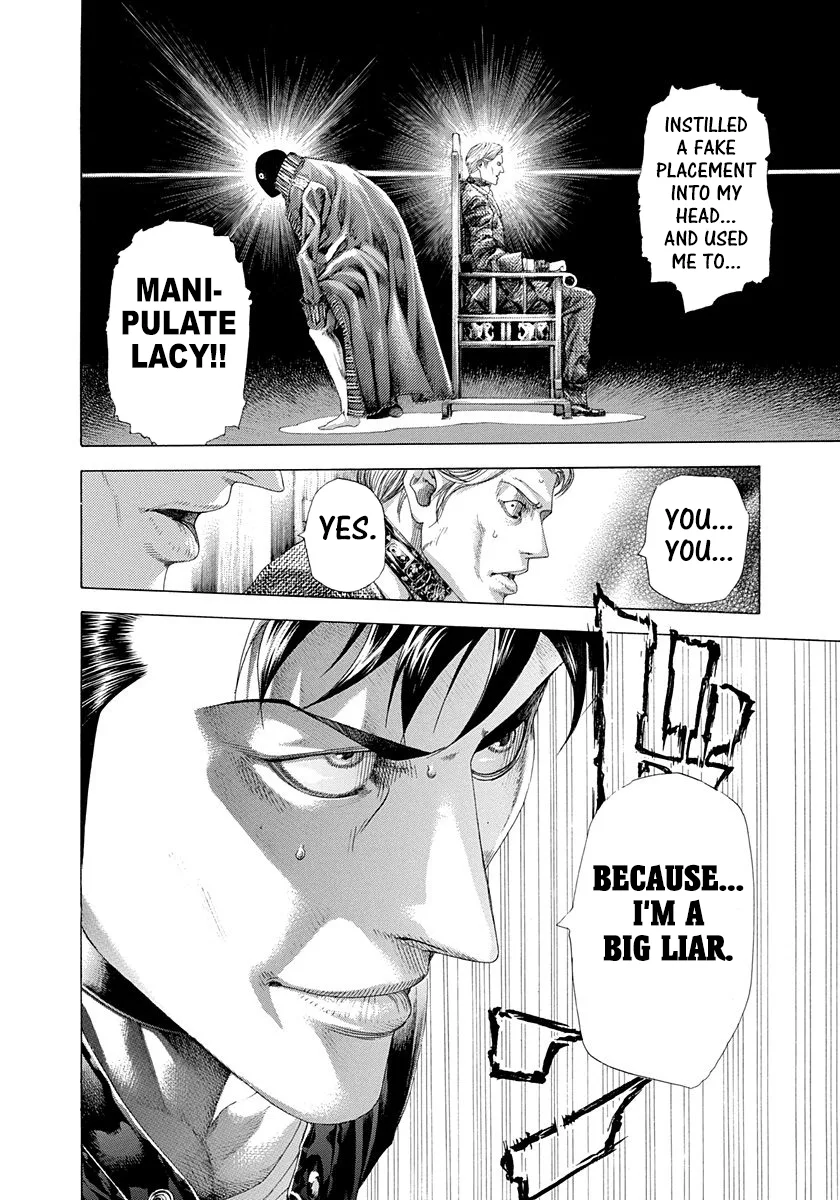 INSTILLED
A FAKE
PLACEMENT
INTO MY
HEAD...
AND USED
ME TO...
MANI-
PULATE
LACY!!
YOU...
YOU...
YES.
BECAUSE...
I'M A
BIG LIAR.